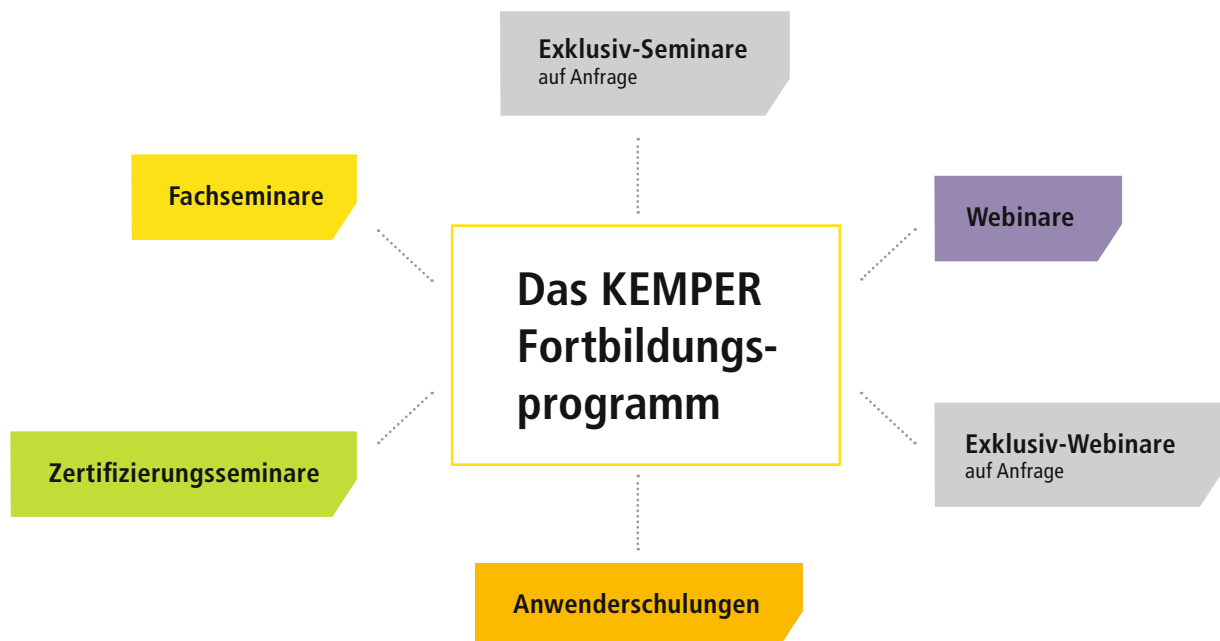 Exklusiv-Seminare
auf Anfrage
Fachseminare
Webinare
Das KEMPER
Fortbildungs-
programm
Zertifizierungsseminare
Exklusiv-Webinare
auf Anfrage
Anwenderschulungen